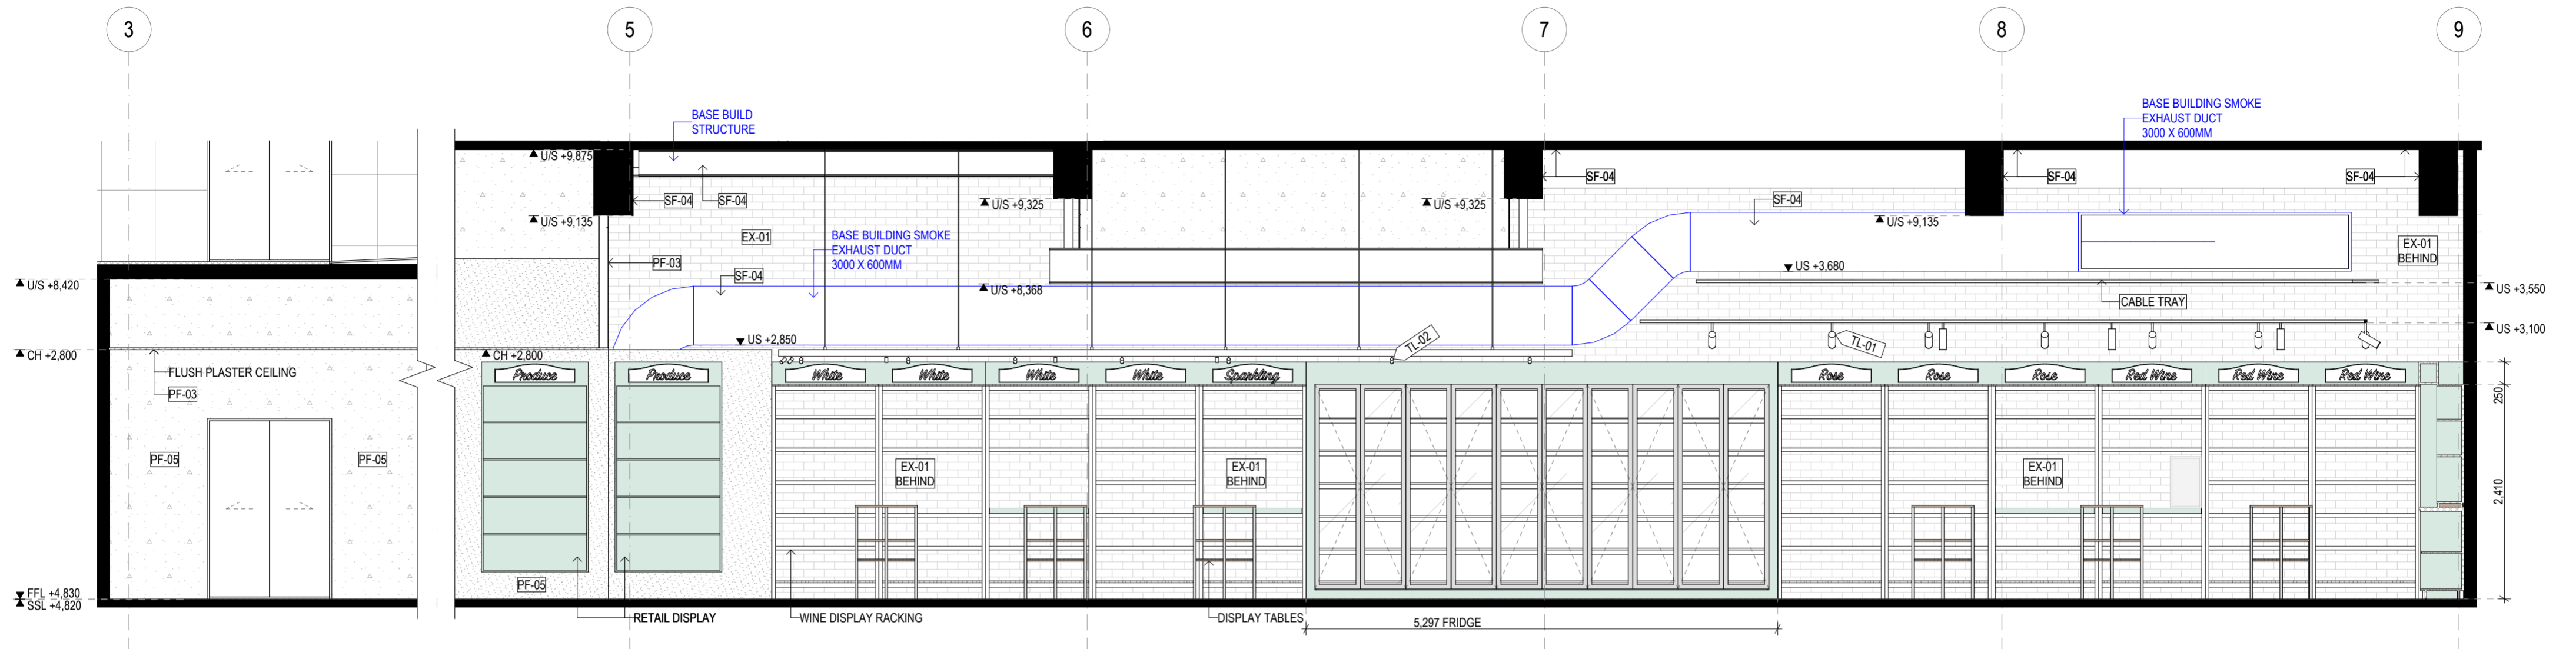 3
5
6
7
8
9
BASE BUILD
STRUCTURE
BASE BUILDING SMOKE
EXHAUST DUCT
3000 X 600MM
U/S +9,875
SF-04
SF-04
SF-04
SF-04
SF-04
U/S +9,325
U/S +9,325
SF-04
U/S +9,135
U/S +9,135
EX-01
BASE BUILDING SMOKE
EXHAUST DUCT
3000 X 600MM
EX-01
BEHIND
PF-03
SF-04
US +3,680
U/S +8,420
U/S +8,368
US +3,550
CABLE TRAY
US +3,100
US +2,850
TL-02
TL-01
CH +2,800
CH +2,800
FLUSH PLASTER CEILING
PF-03
Produce
Produce
White
White
White
White
Sparkling
Rose
Rose
Rose
Red Wine
Red Wine
Red Wine
250
PF-05
PF-05
EX-01
BEHIND
EX-01
BEHIND
EX-01
BEHIND
2,410
PF-05
FFL +4,830
SSL +4,820
RETAIL DISPLAY
WINE DISPLAY RACKING
DISPLAY TABLES
5,297 FRIDGE